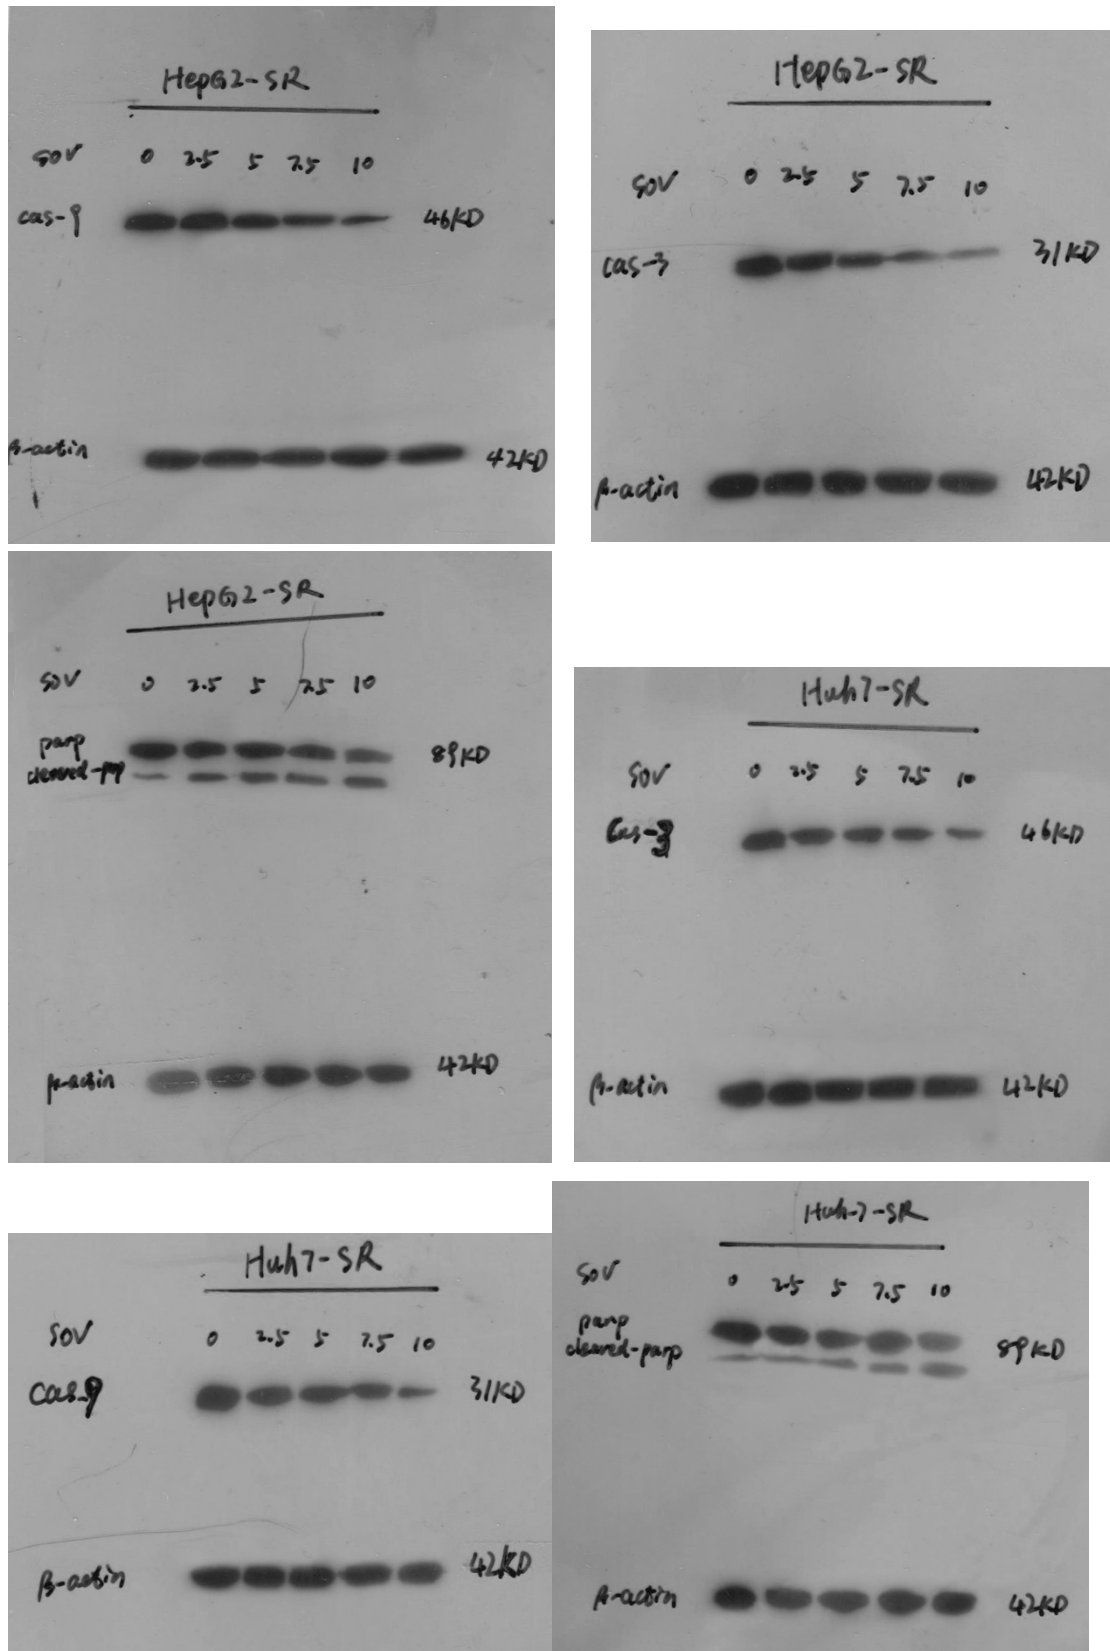 HepG2-SR
SOV 0 2.5 5 7.5 10
cas-9 46KD
β-actin 42KD
HepG2-SR
SOV 0 2.5 5 7.5 10
cas-3 31KD
β-actin 42KD
HepG2-SR
SOV 0 2.5 5 7.5 10
parp 89KD
cleaved-parp
β-actin 42KD
Huh7-SR
SOV 0 2.5 5 7.5 10
46KD
β-actin 42KD
Huh7-SR
SOV 0 2.5 5 7.5 10
Cas-9 31KD
β-actin 42KD
Huh-7-SR
SOV 0 2.5 5 7.5 10
parp
cleaved-parp 89KD
β-actin 42KD